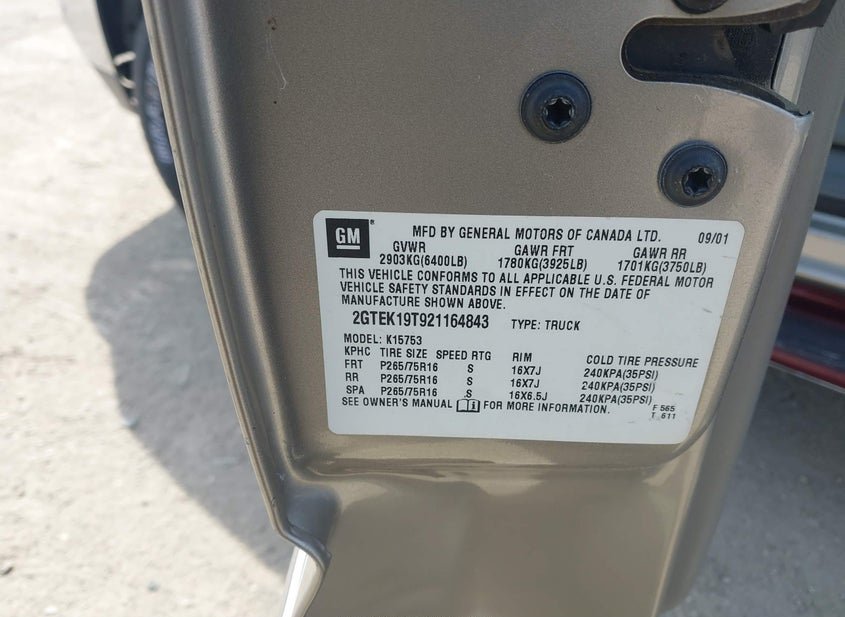 GM® MFD BY GENERAL MOTORS OF CANADA LTD. 09/01
GVWR GAWR FRT GAWR RR
2903KG(6400LB) 1780KG(3925LB) 1701KG(3750LB)
THIS VEHICLE CONFORMS TO ALL APPLICABLE U.S. FEDERAL MOTOR
VEHICLE SAFETY STANDARDS IN EFFECT ON THE DATE OF
MANUFACTURE SHOWN ABOVE.
2GTEK19T921164843 TYPE: TRUCK
MODEL: K15753
KPHC TIRE SIZE SPEED RTG RIM COLD TIRE PRESSURE
FRT P265/75R16 S 16X7J 240KPA(35PSI)
RR P265/75R16 S 16X7J 240KPA(35PSI)
SPA P265/75R16 S 16X6.5J 240KPA(35PSI)
SEE OWNER'S MANUAL FOR MORE INFORMATION.
F 565
T 611